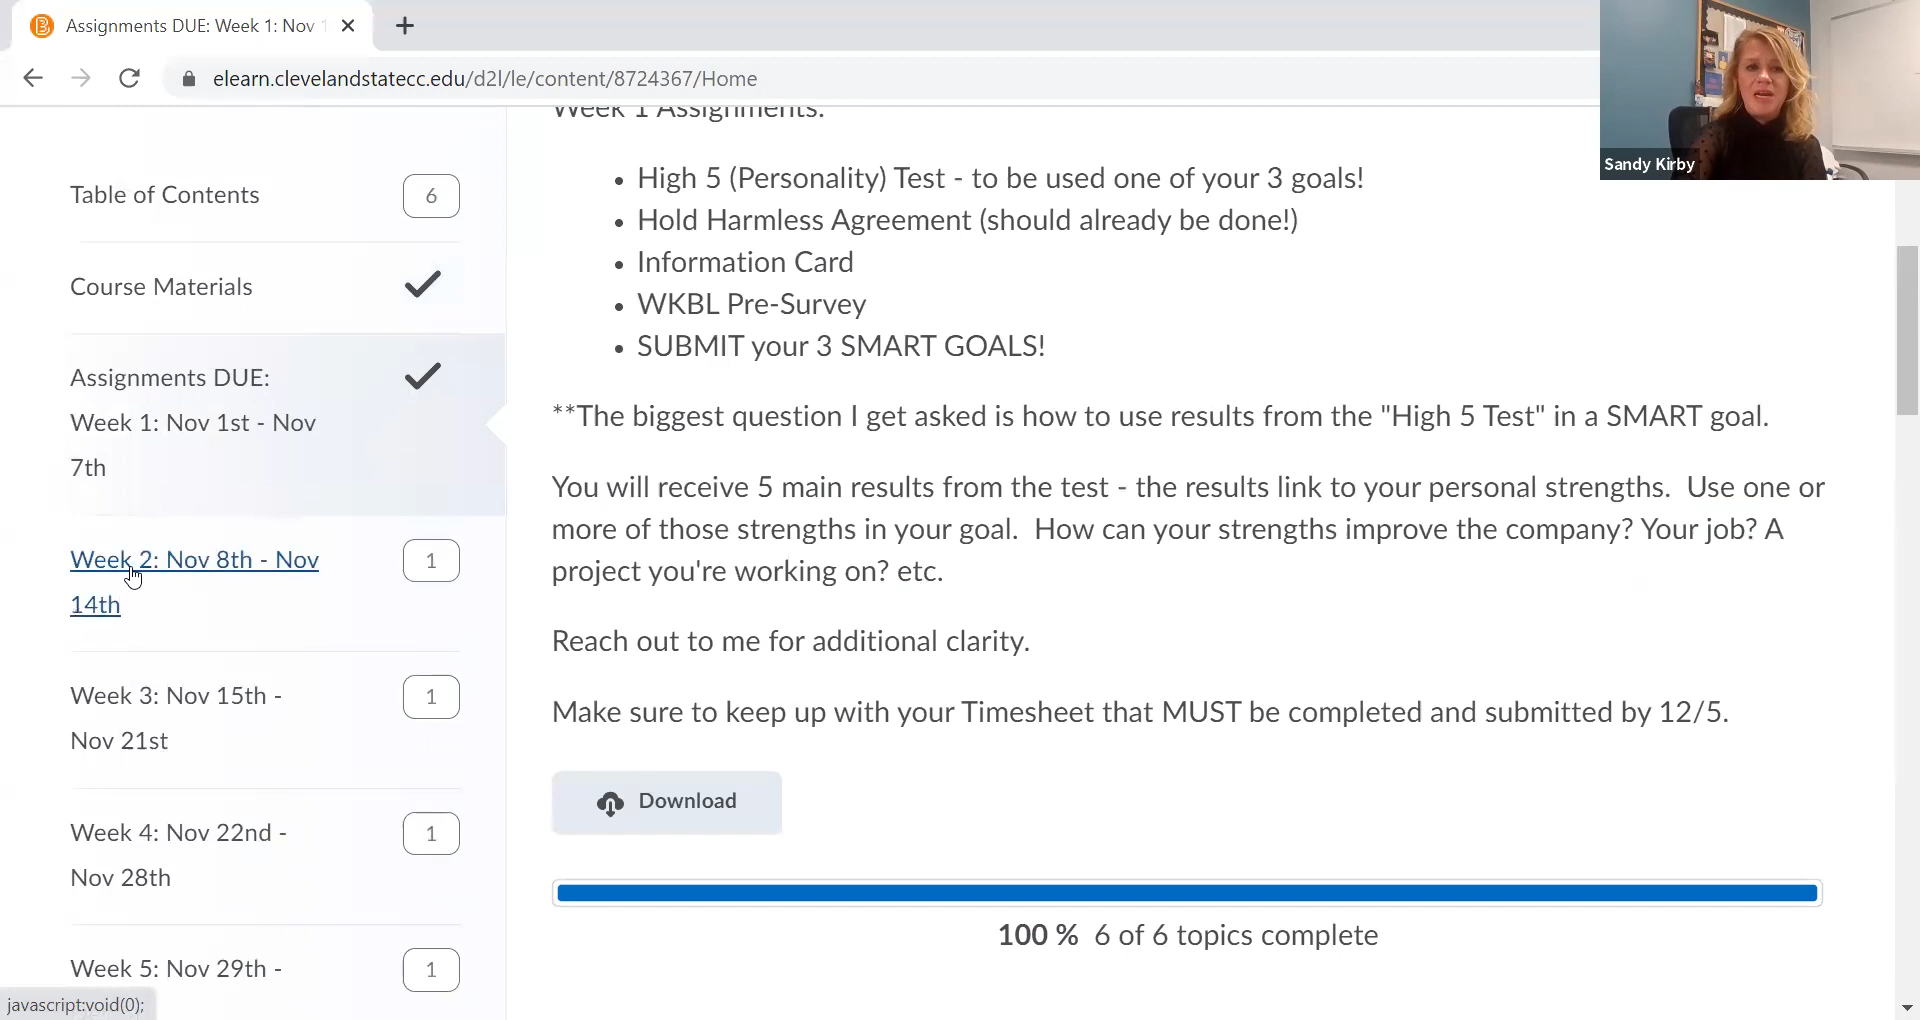 Assignments DUE: Week 1: Nov 1
elearn.clevelandstatecc.edu/d2l/le/content/8724367/Home
Sandy Kirby
Table of Contents
6
Course Materials
Assignments DUE:
Week 1: Nov 1st - Nov
7th
Week 2: Nov 8th - Nov
14th
1
Week 3: Nov 15th -
Nov 21st
1
Week 4: Nov 22nd -
Nov 28th
1
Week 5: Nov 29th -
1
javascript:void(0);
Week 1 Assignments:
• High 5 (Personality) Test - to be used one of your 3 goals!
• Hold Harmless Agreement (should already be done!)
• Information Card
• WKBL Pre-Survey
• SUBMIT your 3 SMART GOALS!
**The biggest question I get asked is how to use results from the "High 5 Test" in a SMART goal.
You will receive 5 main results from the test - the results link to your personal strengths. Use one or
more of those strengths in your goal. How can your strengths improve the company? Your job? A
project you're working on? etc.
Reach out to me for additional clarity.
Make sure to keep up with your Timesheet that MUST be completed and submitted by 12/5.
Download
100 % 6 of 6 topics complete